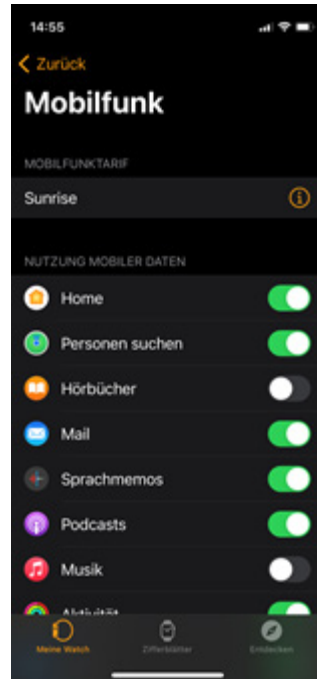 14:55
Zurück
Mobilfunk
MOBILFUNKTARIF
Sunrise
NUTZUNG MOBILER DATEN
Home
Personen suchen
Hörbücher
Mail
Sprachmemos
Podcasts
Musik
Aktivität
Meine Watch Zifferblätter Entdecken